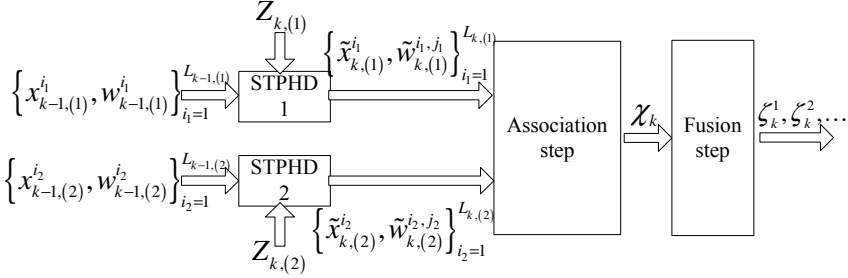 Z_{k,(1)}
{x^{i_1}_{k-1,(1)}, w^{i_1}_{k-1,(1)}}^{L_{k-1,(1)}}_{i_1=1}
STPHD
1
{x̃^{i_1}_{k,(1)}, w̃^{i_1,j_1}_{k,(1)}}^{L_{k,(1)}}_{i_1=1}
{x^{i_2}_{k-1,(2)}, w^{i_2}_{k-1,(2)}}^{L_{k-1,(2)}}_{i_2=1}
STPHD
2
Z_{k,(2)}
{x̃^{i_2}_{k,(2)}, w̃^{i_2,j_2}_{k,(2)}}^{L_{k,(2)}}_{i_2=1}
Association
step
χ_k
Fusion
step
ζ^1_k, ζ^2_k, …